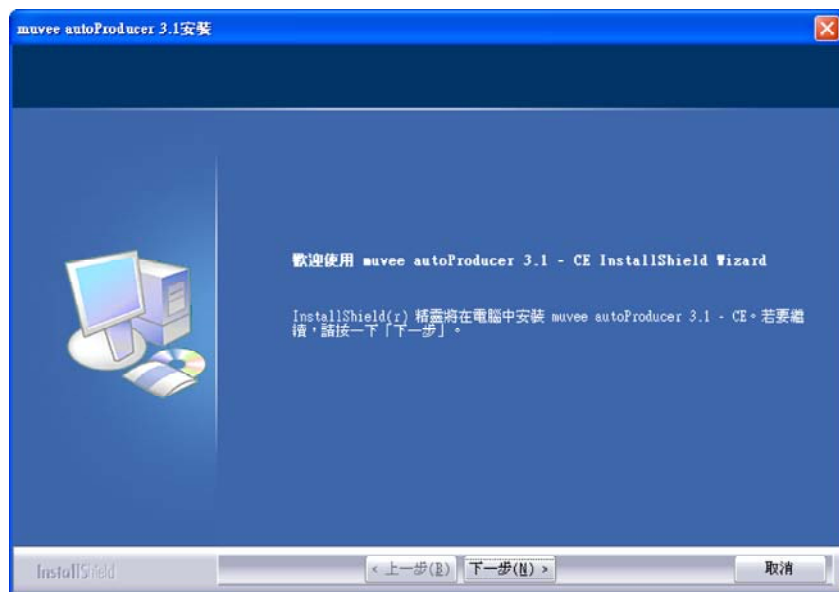 muvee autoProducer 3.1安裝
歡迎使用 muvee autoProducer 3.1 - CE InstallShield Wizard
InstallShield(r) 精靈將在電腦中安裝 muvee autoProducer 3.1 - CE。若要繼
續，請按一下「下一步」。
InstallShield
< 上一步(B) 下一步(N) > 取消